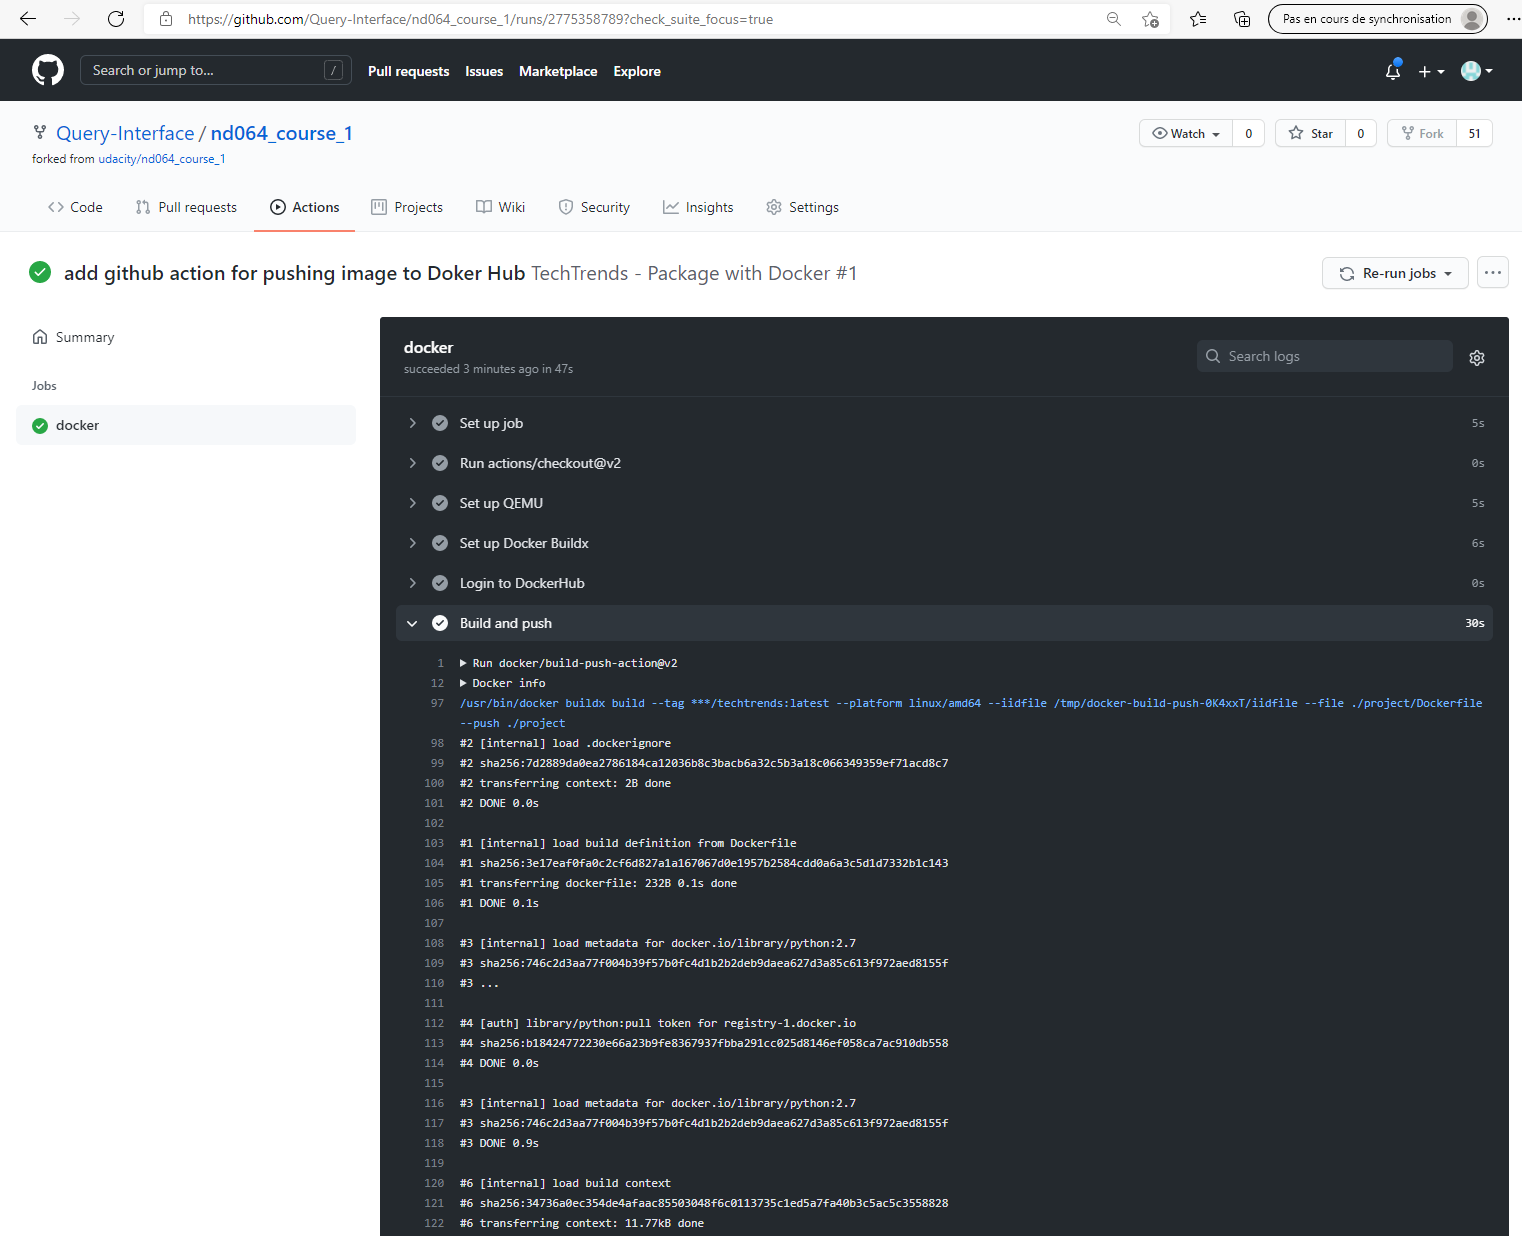 https://github.com/Query-Interface/nd064_course_1/runs/2775358789?check_suite_focus=true
Pas en cours de synchronisation
Search or jump to...
/
Pull requests
Issues
Marketplace
Explore
Query-Interface / nd064_course_1
forked from udacity/nd064_course_1
Watch 0
Star 0
Fork 51
Code
Pull requests
Actions
Projects
Wiki
Security
Insights
Settings
add github action for pushing image to Doker Hub TechTrends - Package with Docker #1
Re-run jobs
Summary
Jobs
docker
docker
succeeded 3 minutes ago in 47s
Search logs
Set up job 5s
Run actions/checkout@v2 0s
Set up QEMU 5s
Set up Docker Buildx 6s
Login to DockerHub 0s
Build and push 30s
1 Run docker/build-push-action@v2
12 Docker info
97 /usr/bin/docker buildx build --tag ***/techtrends:latest --platform linux/amd64 --iidfile /tmp/docker-build-push-0K4xxT/iidfile --file ./project/Dockerfile
--push ./project
98 #2 [internal] load .dockerignore
99 #2 sha256:7d2889da0ea2786184ca12036b8c3bacb6a32c5b3a18c066349359ef71acd8c7
100 #2 transferring context: 2B done
101 #2 DONE 0.0s
102
103 #1 [internal] load build definition from Dockerfile
104 #1 sha256:3e17eaf0fa0c2cf6d827a1a167067d0e1957b2584cdd0a6a3c5d1d7332b1c143
105 #1 transferring dockerfile: 232B 0.1s done
106 #1 DONE 0.1s
107
108 #3 [internal] load metadata for docker.io/library/python:2.7
109 #3 sha256:746c2d3aa77f004b39f57b0fc4d1b2b2deb9daea627d3a85c613f972aed8155f
110 #3 ...
111
112 #4 [auth] library/python:pull token for registry-1.docker.io
113 #4 sha256:b18424772230e66a23b9fe8367937fbba291cc025d8146ef058ca7ac910db558
114 #4 DONE 0.0s
115
116 #3 [internal] load metadata for docker.io/library/python:2.7
117 #3 sha256:746c2d3aa77f004b39f57b0fc4d1b2b2deb9daea627d3a85c613f972aed8155f
118 #3 DONE 0.9s
119
120 #6 [internal] load build context
121 #6 sha256:34736a0ec354de4afaac85503048f6c0113735c1ed5a7fa40b3c5ac5c3558828
122 #6 transferring context: 11.77kB done